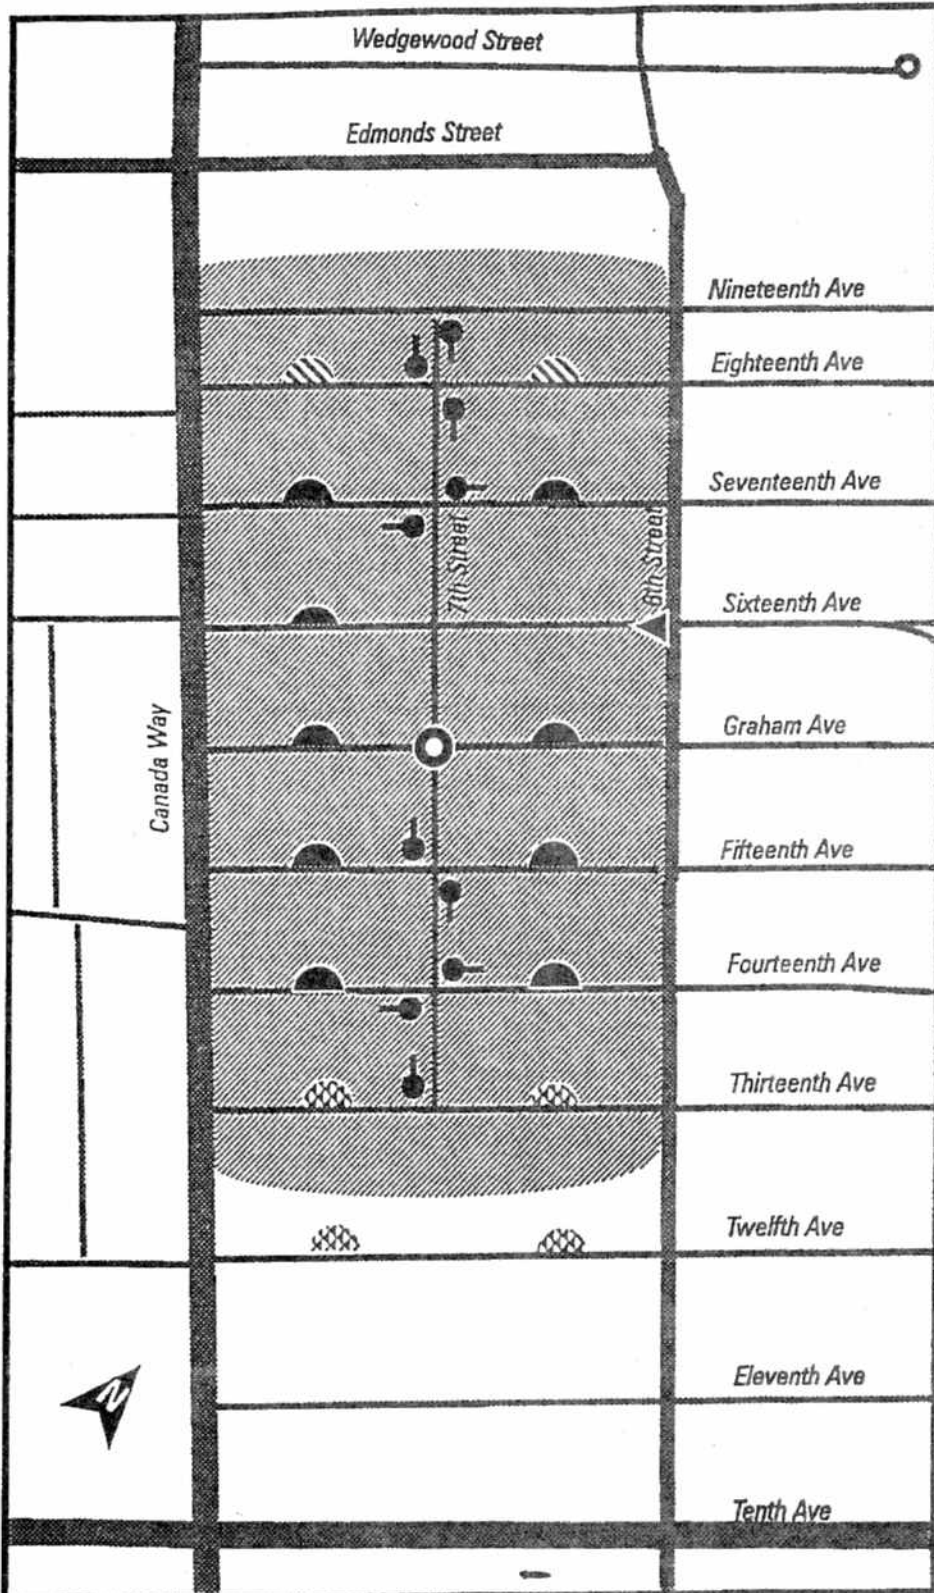 Wedgewood Street
Edmonds Street
Nineteenth Ave
Eighteenth Ave
Seventeenth Ave
7th Street
6th Street
Sixteenth Ave
Canada Way
Graham Ave
Fifteenth Ave
Fourteenth Ave
Thirteenth Ave
Twelfth Ave
N
Eleventh Ave
Tenth Ave